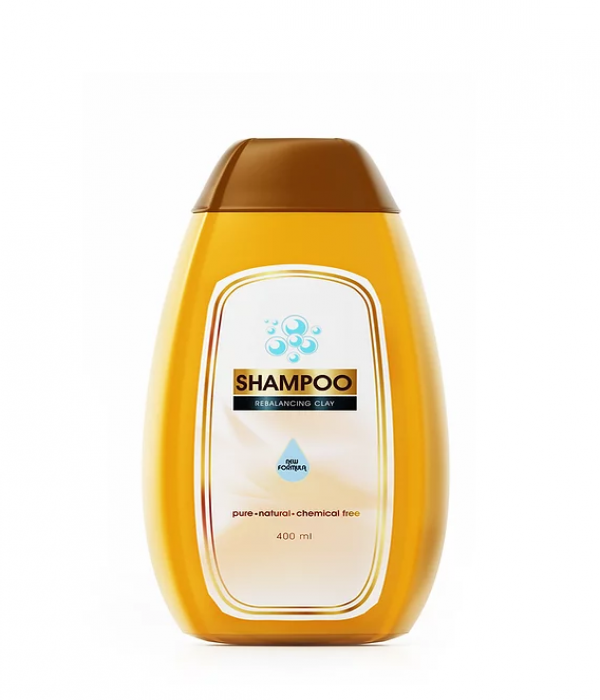 SHAMPOO
REBALANCING CLAY
NEW
FORMULA
pure-natural-chemical free
400 ml